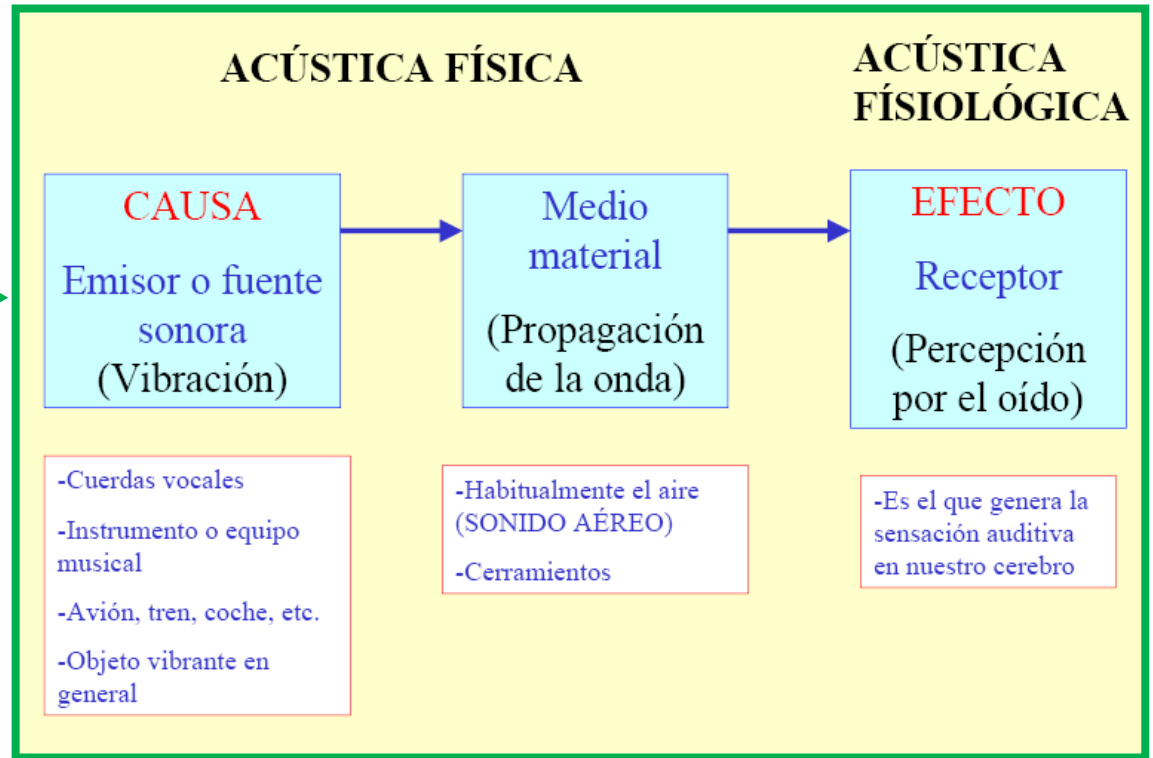 ACÚSTICA FÍSICA
ACÚSTICA
FÍSIOLÓGICA
CAUSA
Emisor o fuente
sonora
(Vibración)
Medio
material
(Propagación
de la onda)
EFECTO
Receptor
(Percepción
por el oído)
-Cuerdas vocales
-Instrumento o equipo
musical
-Avión, tren, coche, etc.
-Objeto vibrante en
general
-Habitualmente el aire
(SONIDO AÉREO)
-Cerramientos
-Es el que genera la
sensación auditiva
en nuestro cerebro